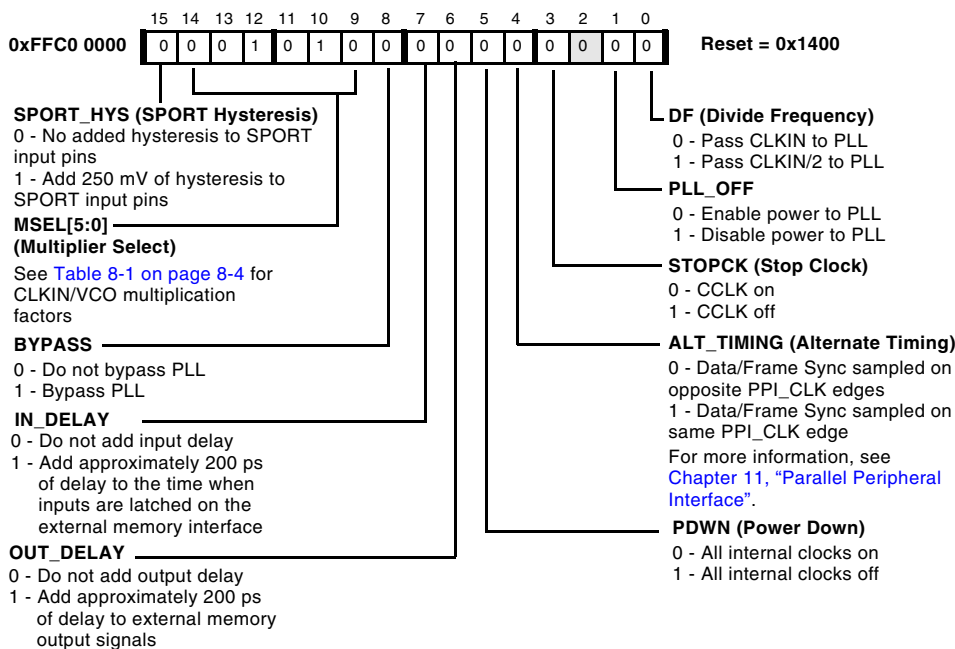 15 14 13 12 11 10 9 8 7 6 5 4 3 2 1 0
0xFFC0 0000 0 0 0 1 0 1 0 0 0 0 0 0 0 0 0 0 Reset = 0x1400
SPORT_HYS (SPORT Hysteresis)
0 - No added hysteresis to SPORT
input pins
1 - Add 250 mV of hysteresis to
SPORT input pins
MSEL[5:0]
(Multiplier Select)
See Table 8-1 on page 8-4 for
CLKIN/VCO multiplication
factors
BYPASS
0 - Do not bypass PLL
1 - Bypass PLL
IN_DELAY
0 - Do not add input delay
1 - Add approximately 200 ps
of delay to the time when
inputs are latched on the
external memory interface
OUT_DELAY
0 - Do not add output delay
1 - Add approximately 200 ps
of delay to external memory
output signals
DF (Divide Frequency)
0 - Pass CLKIN to PLL
1 - Pass CLKIN/2 to PLL
PLL_OFF
0 - Enable power to PLL
1 - Disable power to PLL
STOPCK (Stop Clock)
0 - CCLK on
1 - CCLK off
ALT_TIMING (Alternate Timing)
0 - Data/Frame Sync sampled on
opposite PPI_CLK edges
1 - Data/Frame Sync sampled on
same PPI_CLK edge
For more information, see
Chapter 11, “Parallel Peripheral
Interface”.
PDWN (Power Down)
0 - All internal clocks on
1 - All internal clocks off